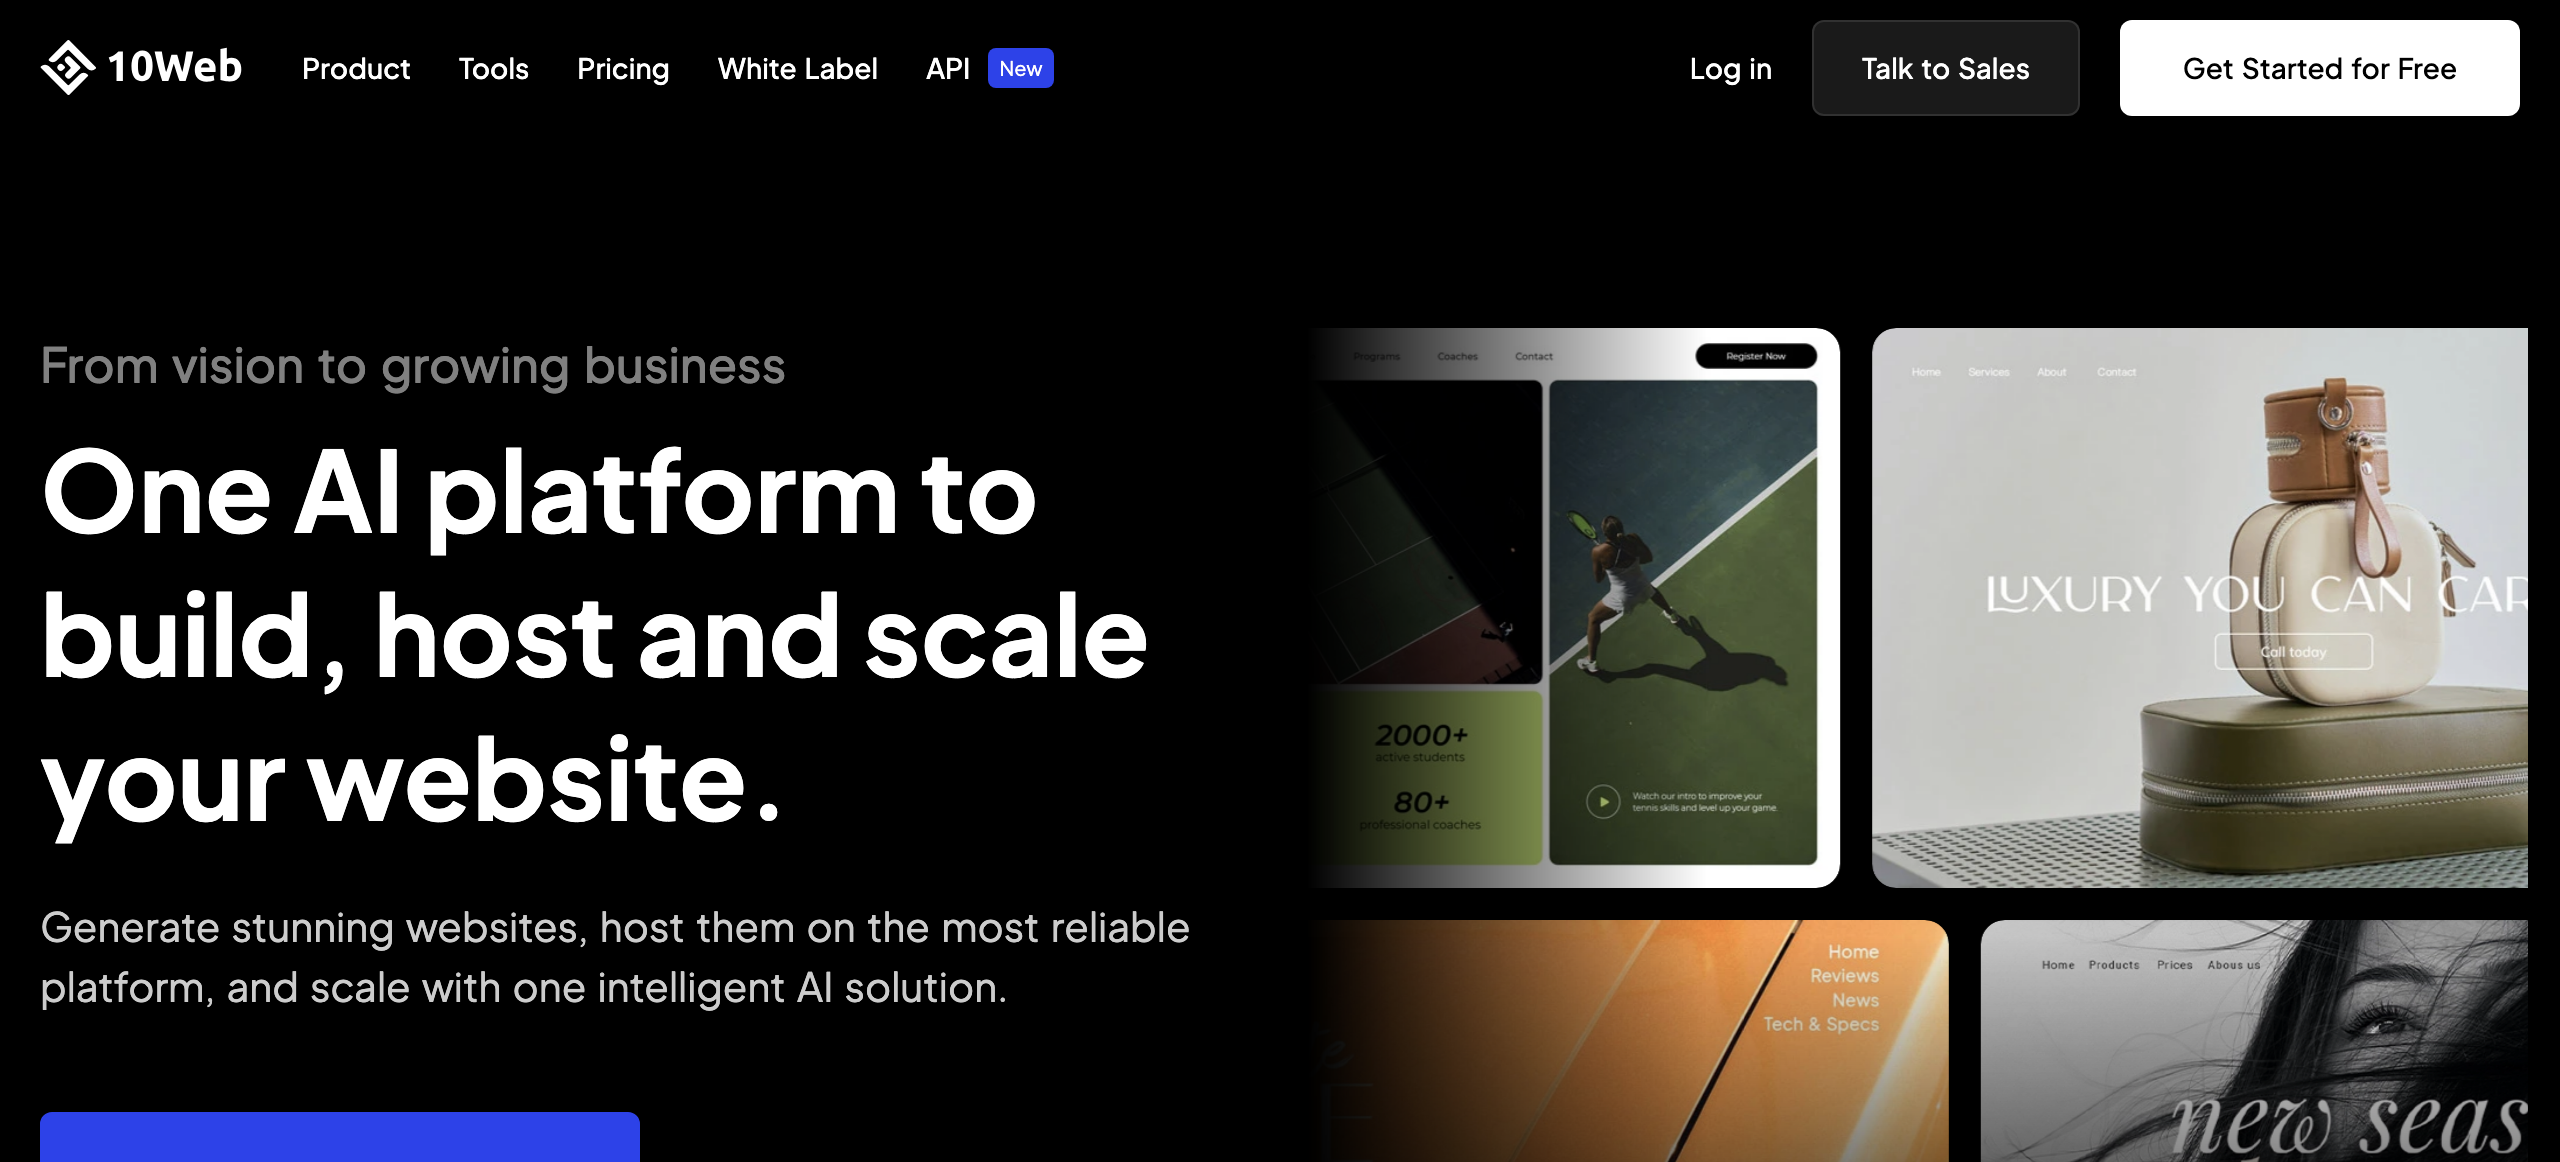 10Web
Product
Tools
Pricing
White Label
API
New
Log in
Talk to Sales
Get Started for Free
From vision to growing business
One AI platform to
build, host and scale
your website.
Generate stunning websites, host them on the most reliable
platform, and scale with one intelligent AI solution.
Programs
Coaches
Contact
Register Now
2000+
active students
80+
professional coaches
Watch our intro to improve your
tennis skills and level up your game.
Home
Services
About
Contact
LUXURY YOU CAN CAR
Call today
Home
Reviews
News
Tech & Specs
Home
Products
Prices
Abous us
new seas